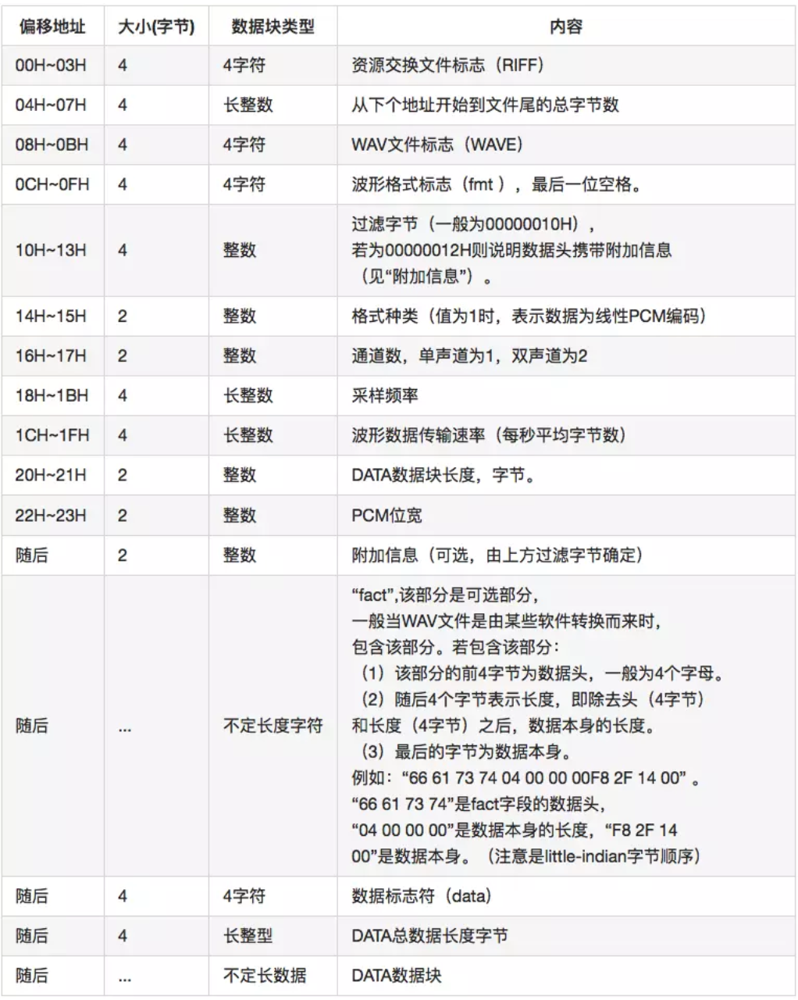 偏移地址 大小(字节) 数据块类型 内容
00H~03H 4 4字符 资源交换文件标志（RIFF）
04H~07H 4 长整数 从下个地址开始到文件尾的总字节数
08H~0BH 4 4字符 WAV文件标志（WAVE）
0CH~0FH 4 4字符 波形格式标志（fmt ），最后一位空格。
10H~13H 4 整数 过滤字节（一般为00000010H），
若为00000012H则说明数据头携带附加信息
（见“附加信息”）。
14H~15H 2 整数 格式种类（值为1时，表示数据为线性PCM编码）
16H~17H 2 整数 通道数，单声道为1，双声道为2
18H~1BH 4 长整数 采样频率
1CH~1FH 4 长整数 波形数据传输速率（每秒平均字节数）
20H~21H 2 整数 DATA数据块长度，字节。
22H~23H 2 整数 PCM位宽
随后 2 整数 附加信息（可选，由上方过滤字节确定）
随后 ... 不定长度字符 “fact”,该部分是可选部分，
一般当WAV文件是由某些软件转换而来时，
包含该部分。若包含该部分：
（1）该部分的前4字节为数据头，一般为4个字母。
（2）随后4个字节表示长度，即除去头（4字节）
和长度（4字节）之后，数据本身的长度。
（3）最后的字节为数据本身。
例如：“66 61 73 74 04 00 00 00F8 2F 14 00” 。
“66 61 73 74”是fact字段的数据头，
“04 00 00 00”是数据本身的长度，“F8 2F 14
00”是数据本身。（注意是little-indian字节顺序）
随后 4 4字符 数据标志符（data）
随后 4 长整型 DATA总数据长度字节
随后 ... 不定长数据 DATA数据块